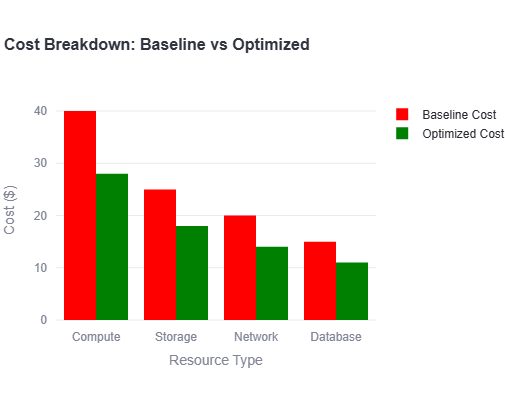 Cost Breakdown: Baseline vs Optimized
Baseline Cost
Optimized Cost
Cost ($)
40
30
20
10
0
Compute Storage Network Database
Resource Type